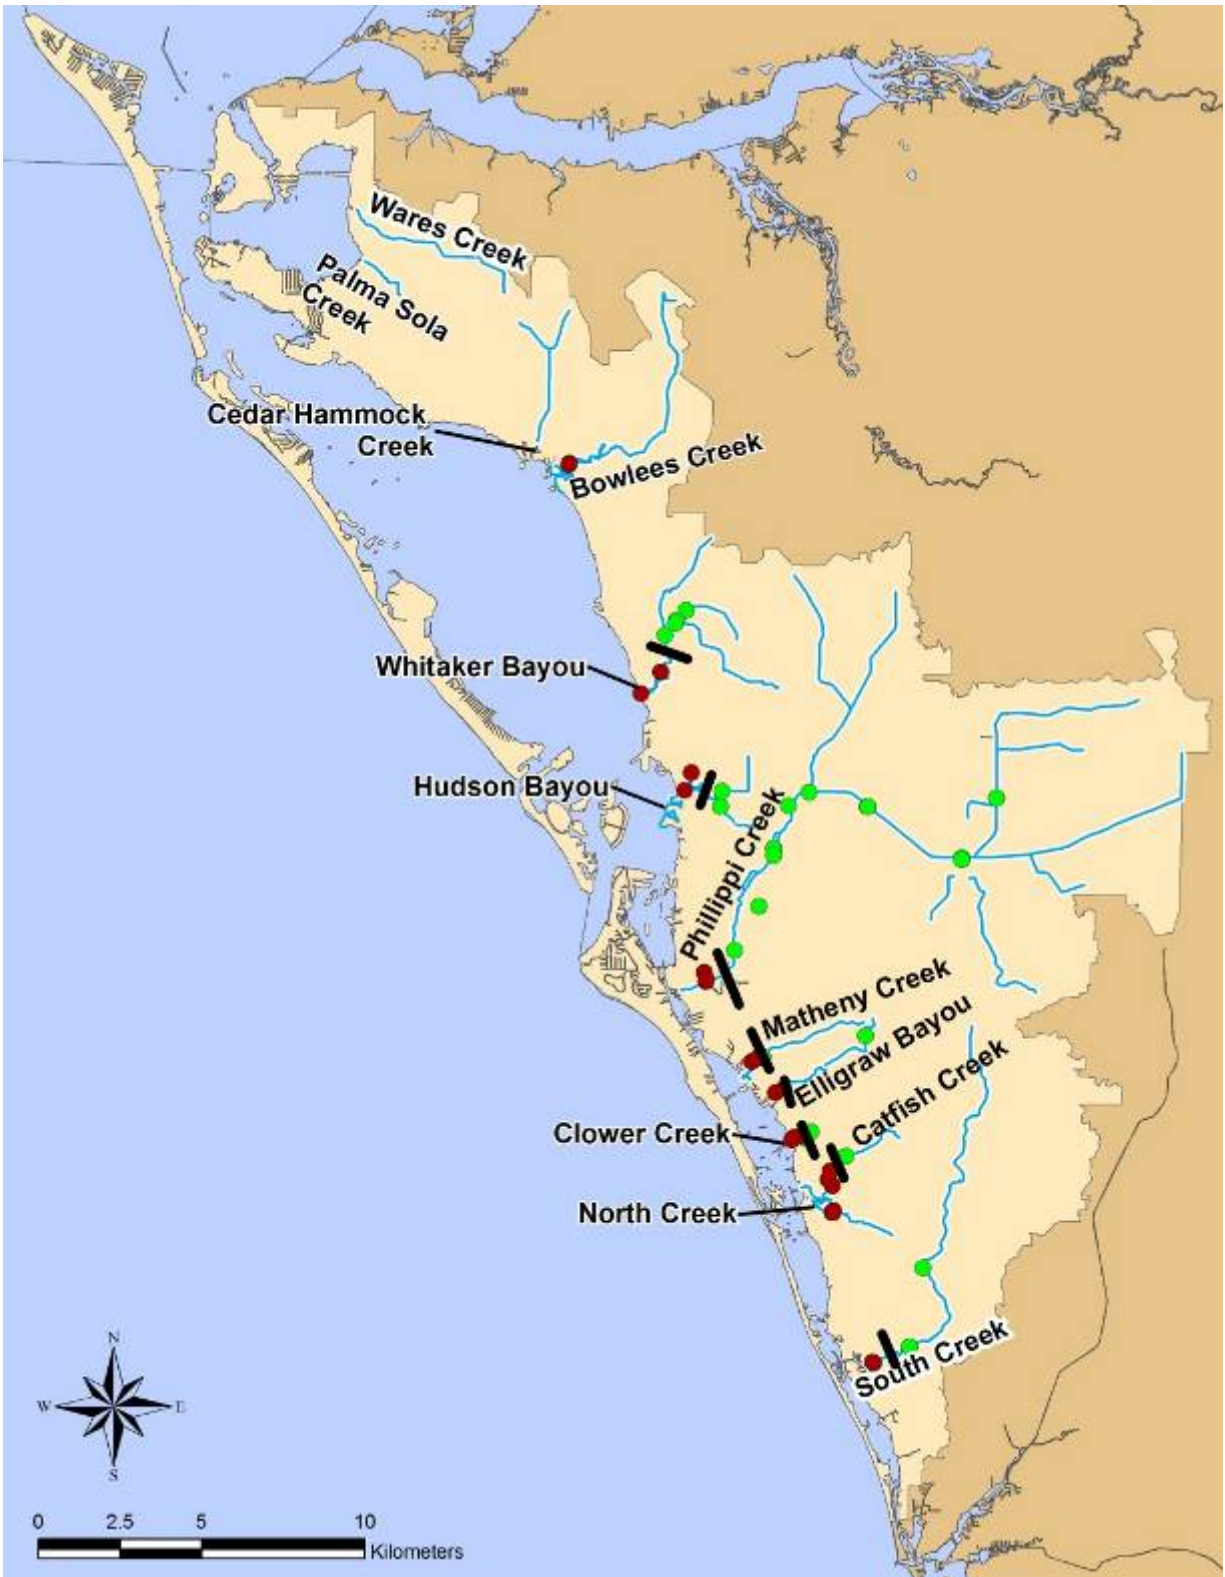 Wares Creek
Palma Sola
Creek
Cedar Hammock
Creek
Bowlees Creek
Whitaker Bayou
Hudson Bayou
Phillippi Creek
Matheny Creek
Elligraw Bayou
Catfish Creek
Clower Creek
North Creek
South Creek
N
W E
S
0 2.5 5 10
Kilometers